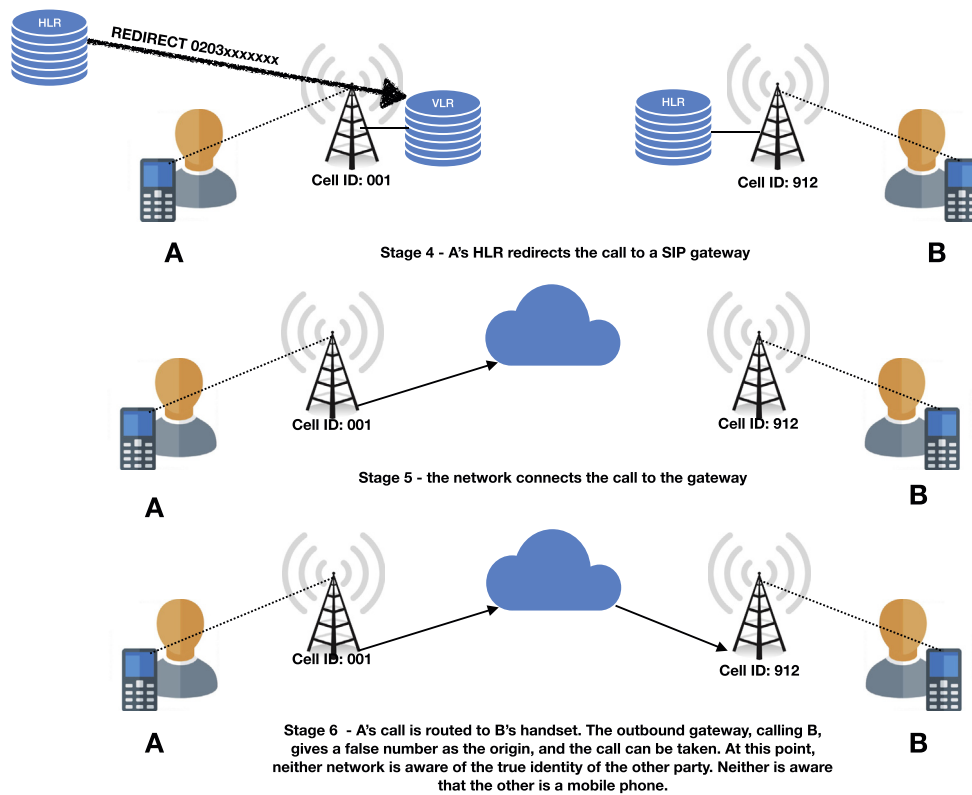 HLR
REDIRECT 0203xxxxxxx
VLR
HLR
Cell ID: 001
Cell ID: 912
A
B
Stage 4 - A’s HLR redirects the call to a SIP gateway
Cell ID: 001
Cell ID: 912
Stage 5 - the network connects the call to the gateway
A
B
Cell ID: 001
Cell ID: 912
Stage 6  - A’s call is routed to B’s handset. The outbound gateway, calling B,
gives a false number as the origin, and the call can be taken. At this point,
neither network is aware of the true identity of the other party. Neither is aware
that the other is a mobile phone.
A
B